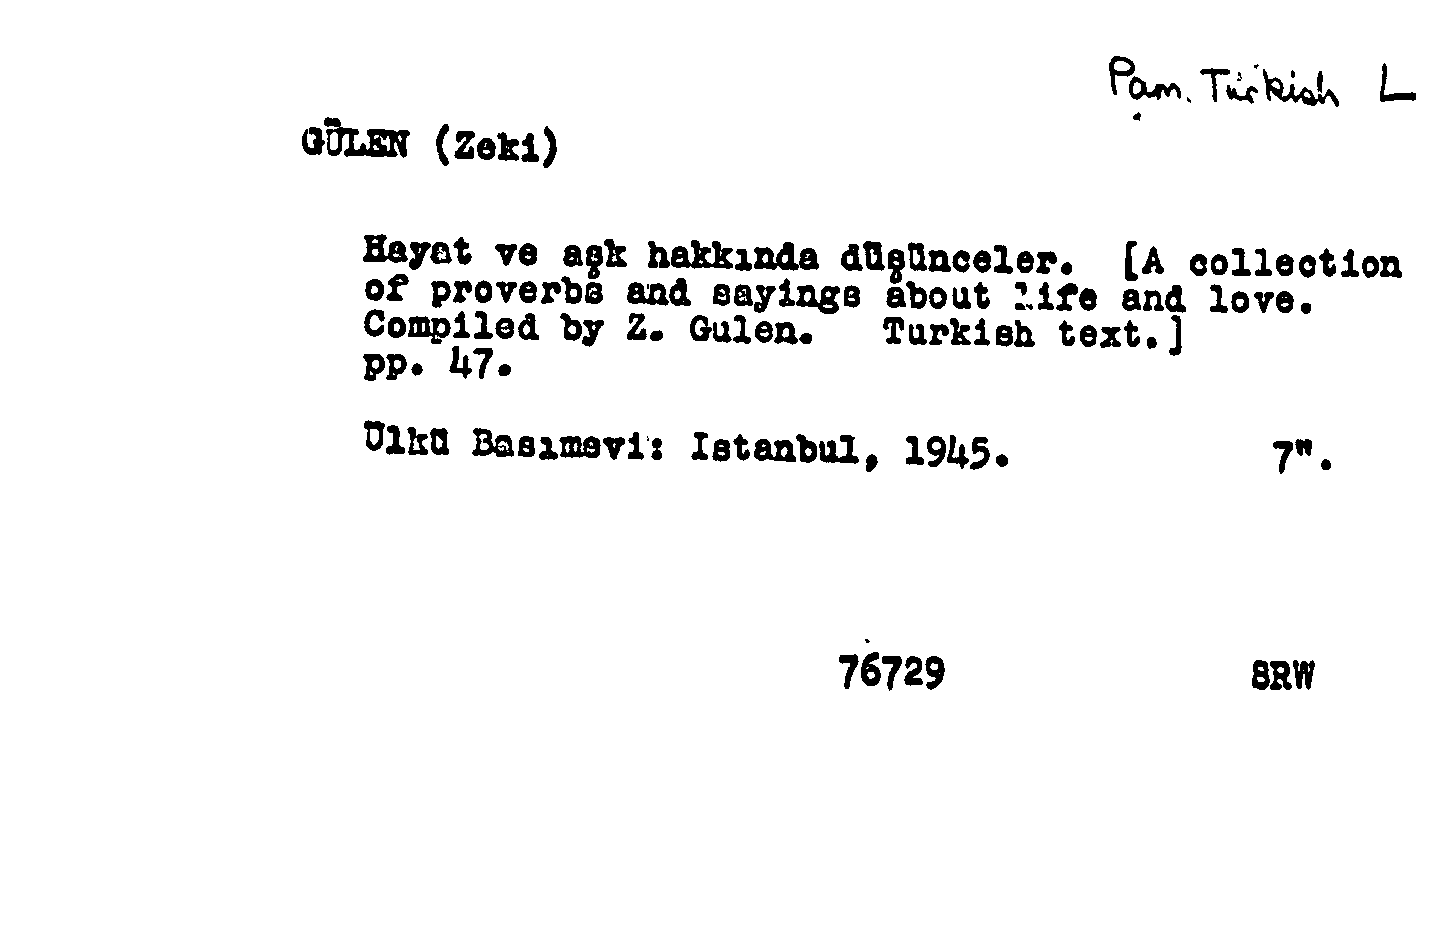 Pam. Turkish L
GÜLEN (Zeki)
Hayat ve aşk hakkında düşünceler. [A collection
of proverbs and sayings about life and love.
Compiled by Z. Gulen. Turkish text.]
pp. 47.
Ülkü Basımevi: Istanbul, 1945. 7".
76729 8RW